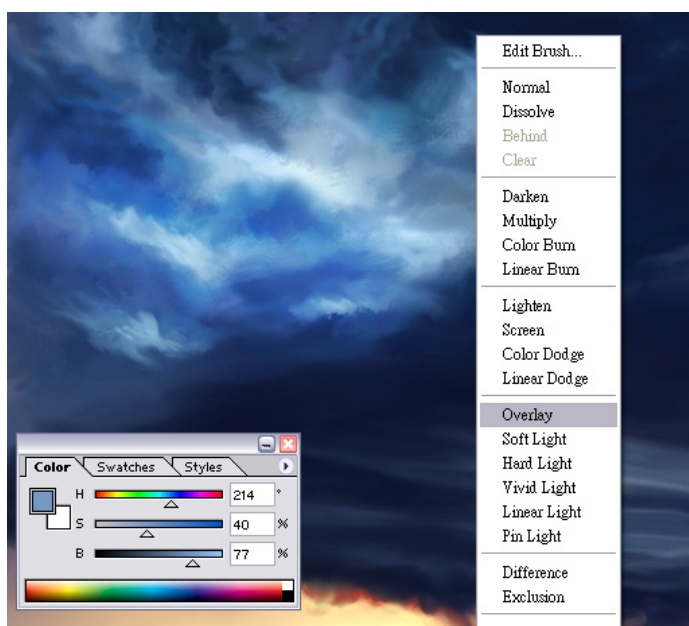 Edit Brush...
Normal
Dissolve
Behind
Clear
Darken
Multiply
Color Burn
Linear Burn
Lighten
Screen
Color Dodge
Linear Dodge
Overlay
Soft Light
Hard Light
Vivid Light
Linear Light
Pin Light
Difference
Exclusion
Color Swatches Styles
H 214 °
S 40 %
B 77 %